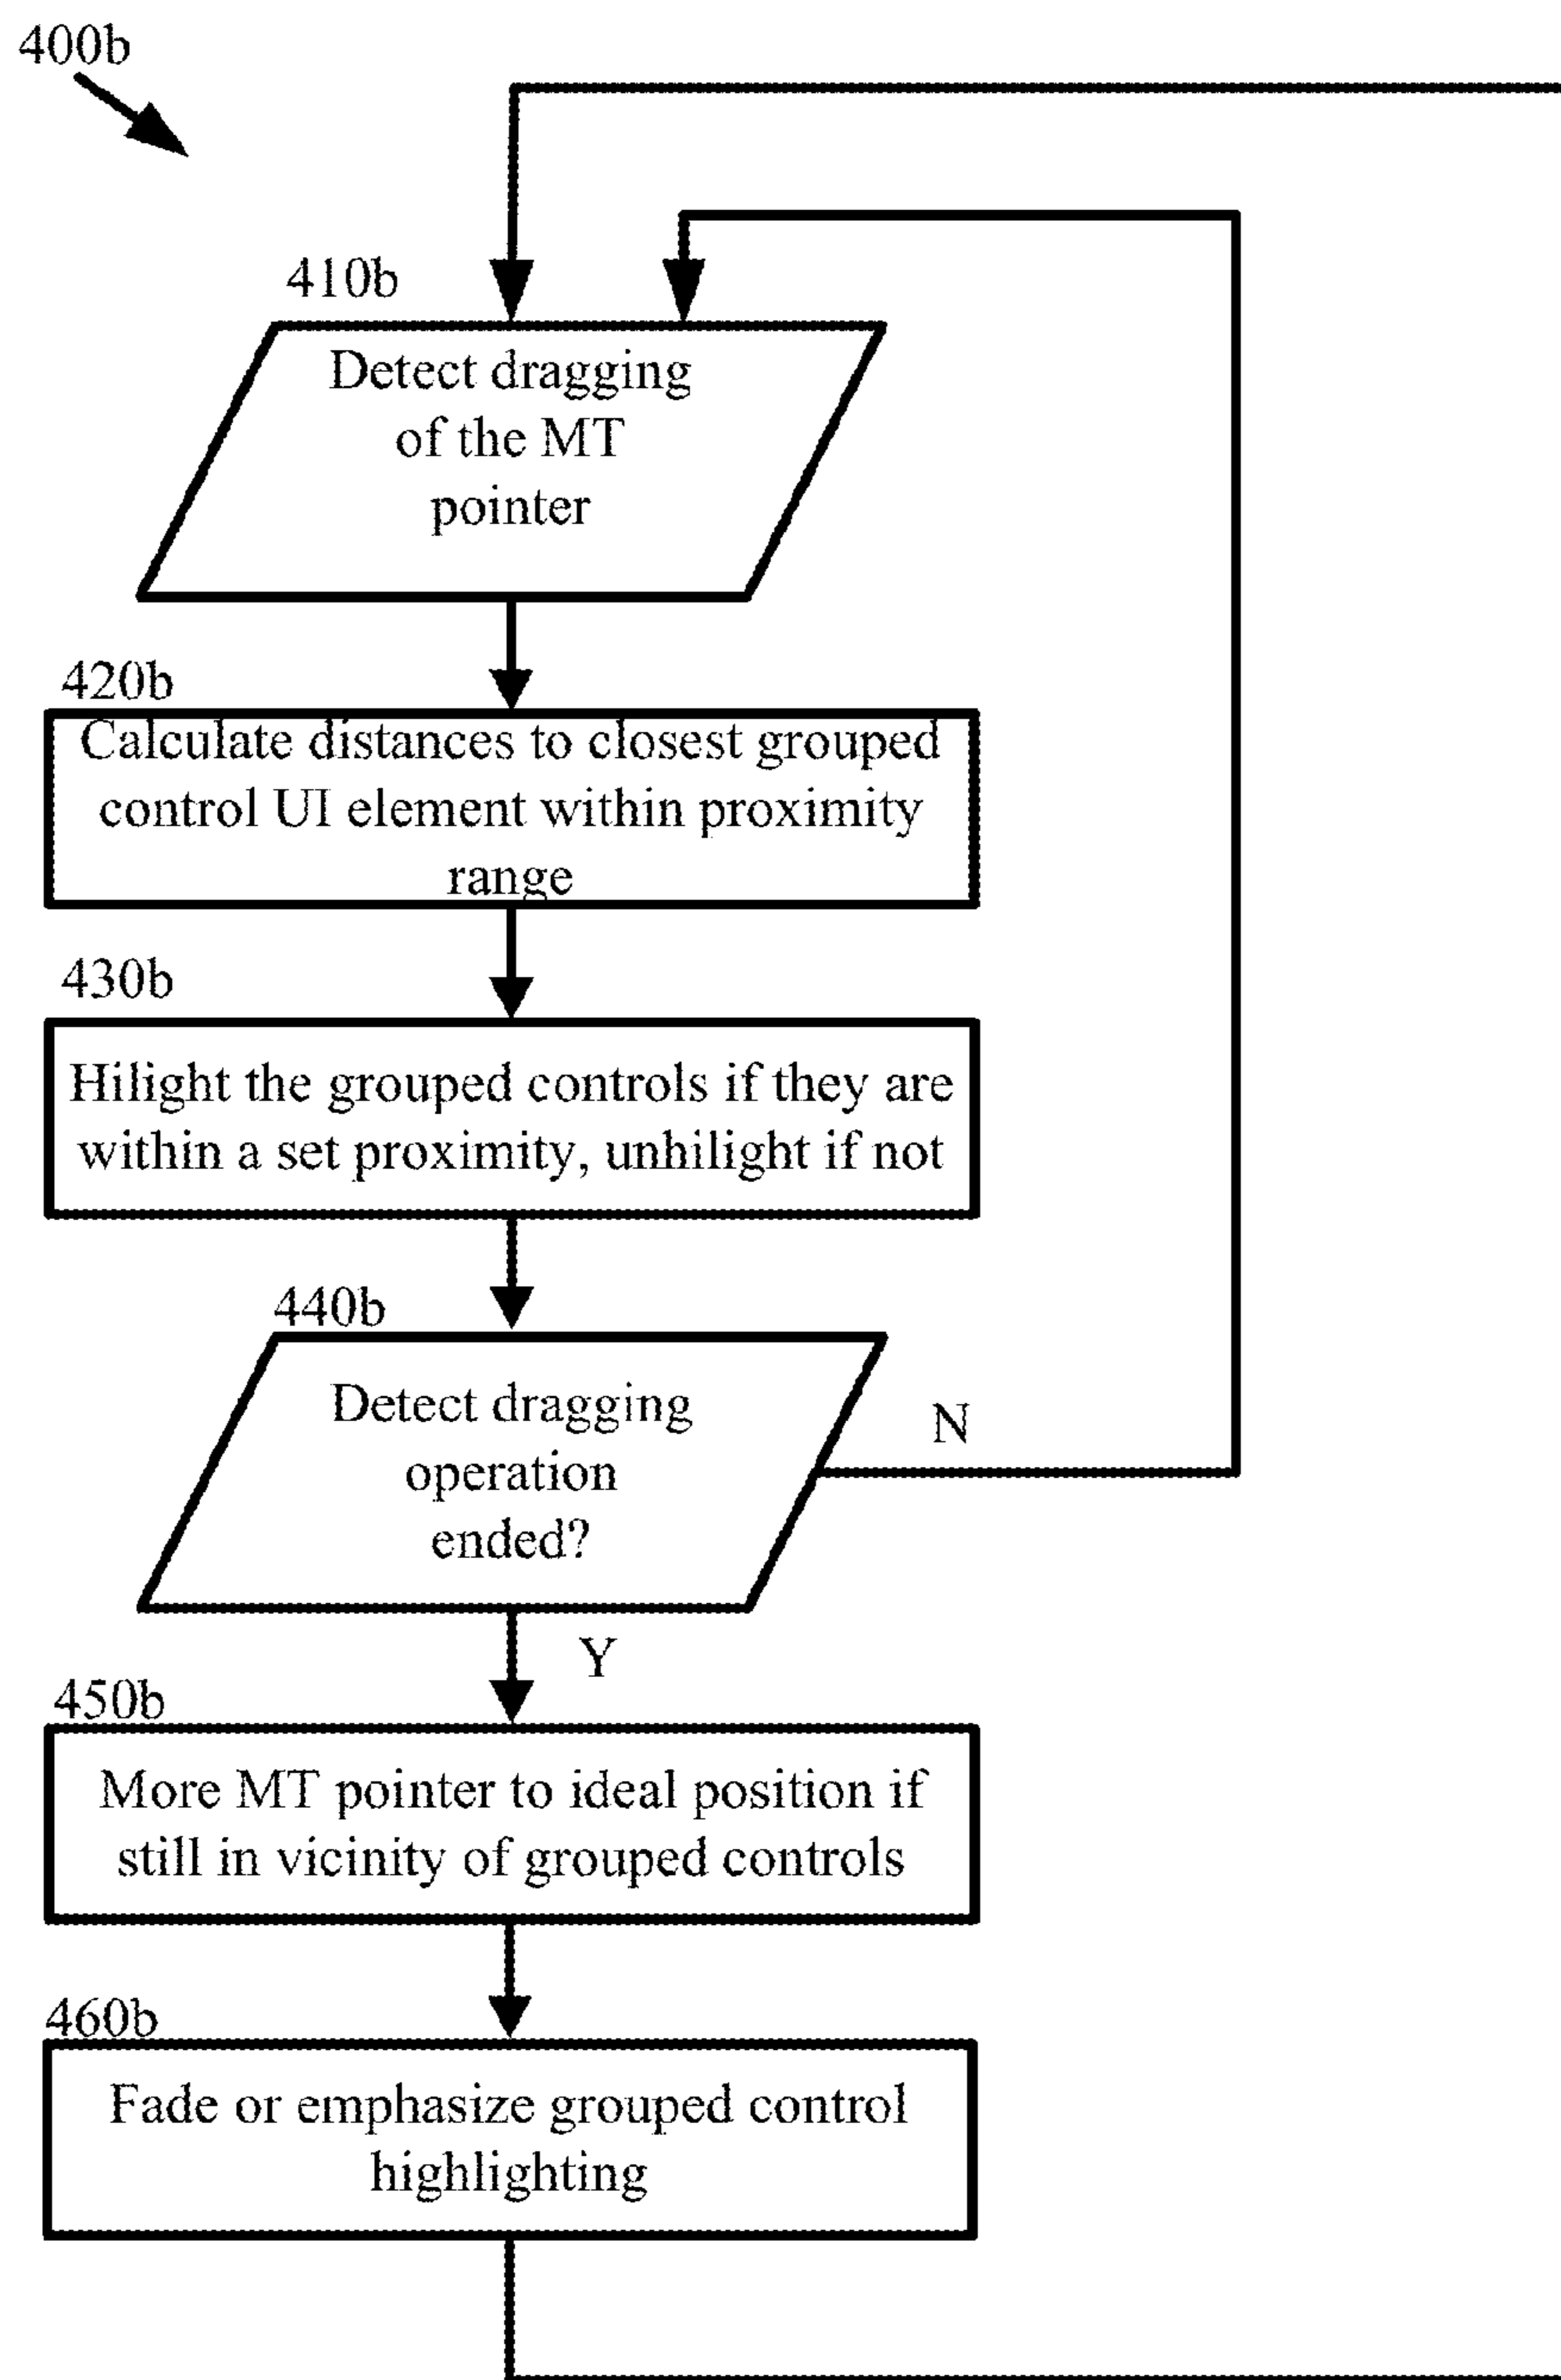 400b
410b
Detect dragging
of the MT
pointer
420b
Calculate distances to closest grouped
control UI element within proximity
range
430b
Hilight the grouped controls if they are
within a set proximity, unhilight if not
440b
Detect dragging
operation
ended?
N
Y
450b
More MT pointer to ideal position if
still in vicinity of grouped controls
460b
Fade or emphasize grouped control
highlighting